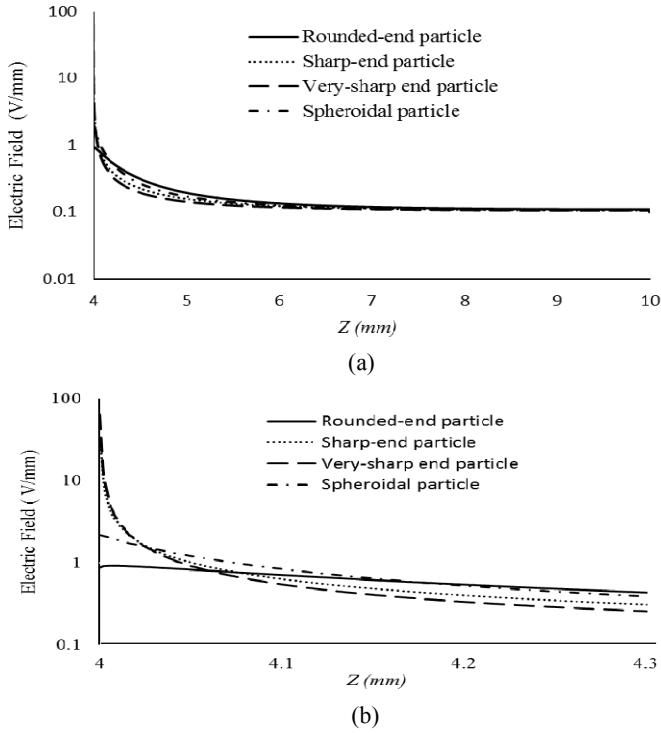 100
10
1
0.1
0.01
Electric Field (V/mm)
Rounded-end particle
Sharp-end particle
Very-sharp end particle
Spheroidal particle
4 5 6 7 8 9 10
Z (mm)
(a)
100
10
1
0.1
Electric Field ( V/mm)
Rounded-end particle
Sharp-end particle
Very-sharp end particle
Spheroidal particle
4 4.1 4.2 4.3
Z (mm)
(b)